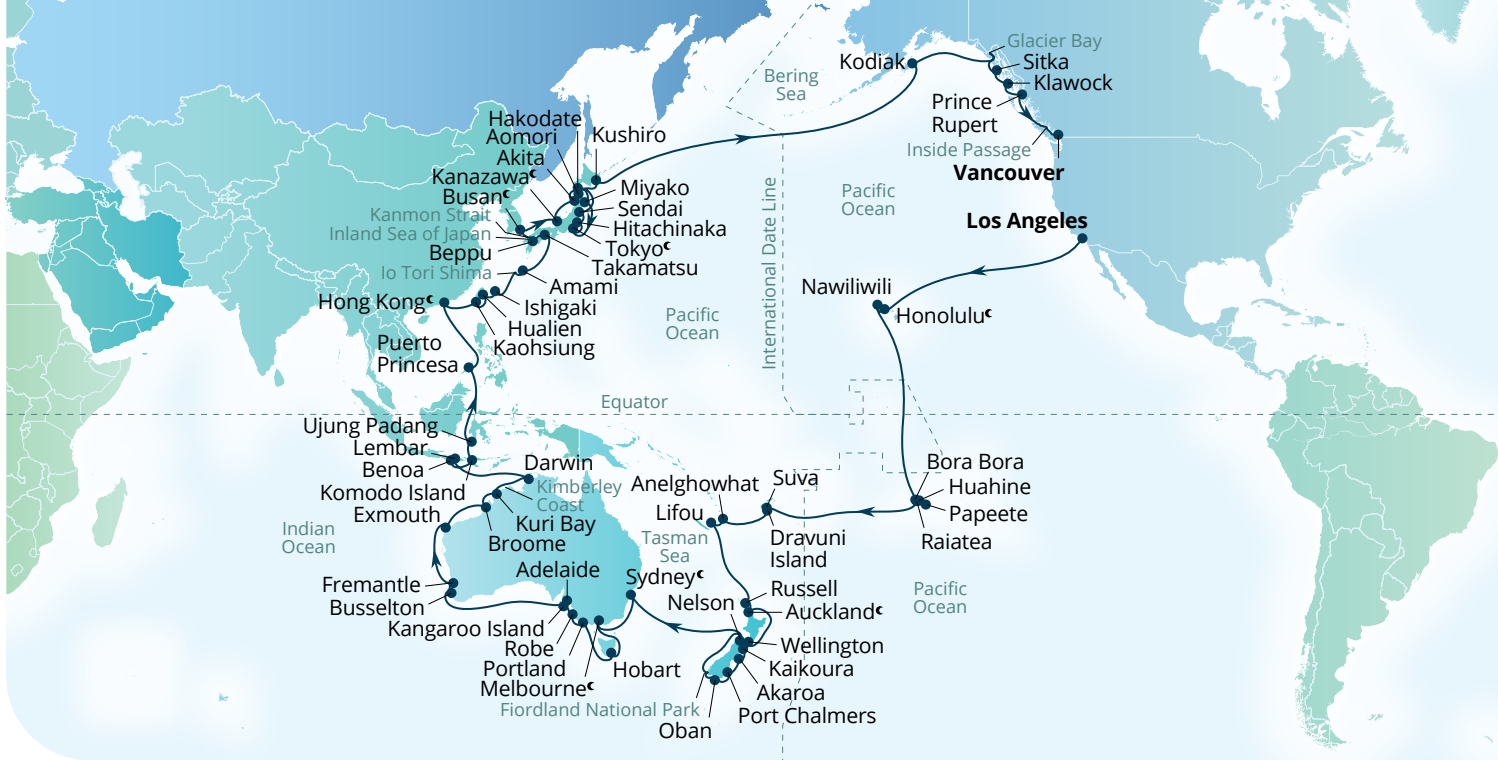 Glacier Bay
Sitka
Klawock
Kodiak
Bering
Sea
Prince
Rupert
Inside Passage
Vancouver
Hakodate
Aomori
Akita
Kanazawa
Busan
Kushiro
Kanmon Strait
Inland Sea of Japan
Beppu
Io Tori Shima
Miyako
Sendai
Hitachinaka
Tokyo
Takamatsu
Amami
Ishigaki
Hualien
Kaohsiung
Hong Kong
Puerto
Princesa
Pacific
Ocean
International Date Line
Pacific
Ocean
Los Angeles
Nawiliwili
Honolulu
Equator
Ujung Padang
Lembar
Benoa
Komodo Island
Exmouth
Darwin
Kimberley
Coast
Kuri Bay
Broome
Indian
Ocean
Adelaide
Fremantle
Busselton
Kangaroo Island
Robe
Portland
Melbourne
Hobart
Sydney
Tasman
Sea
Anelghowhat
Lifou
Suva
Dravuni
Island
Bora Bora
Huahine
Papeete
Raiatea
Pacific
Ocean
Russell
Auckland
Nelson
Wellington
Kaikoura
Akaroa
Port Chalmers
Fiordland National Park
Oban